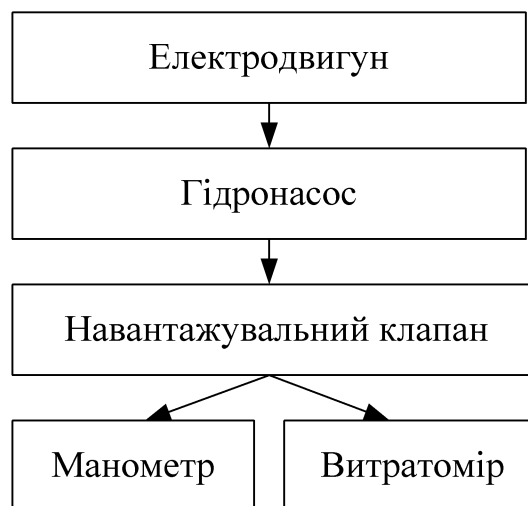 Електродвигун
Гідронасос
Навантажувальний клапан
Манометр
Витратомір